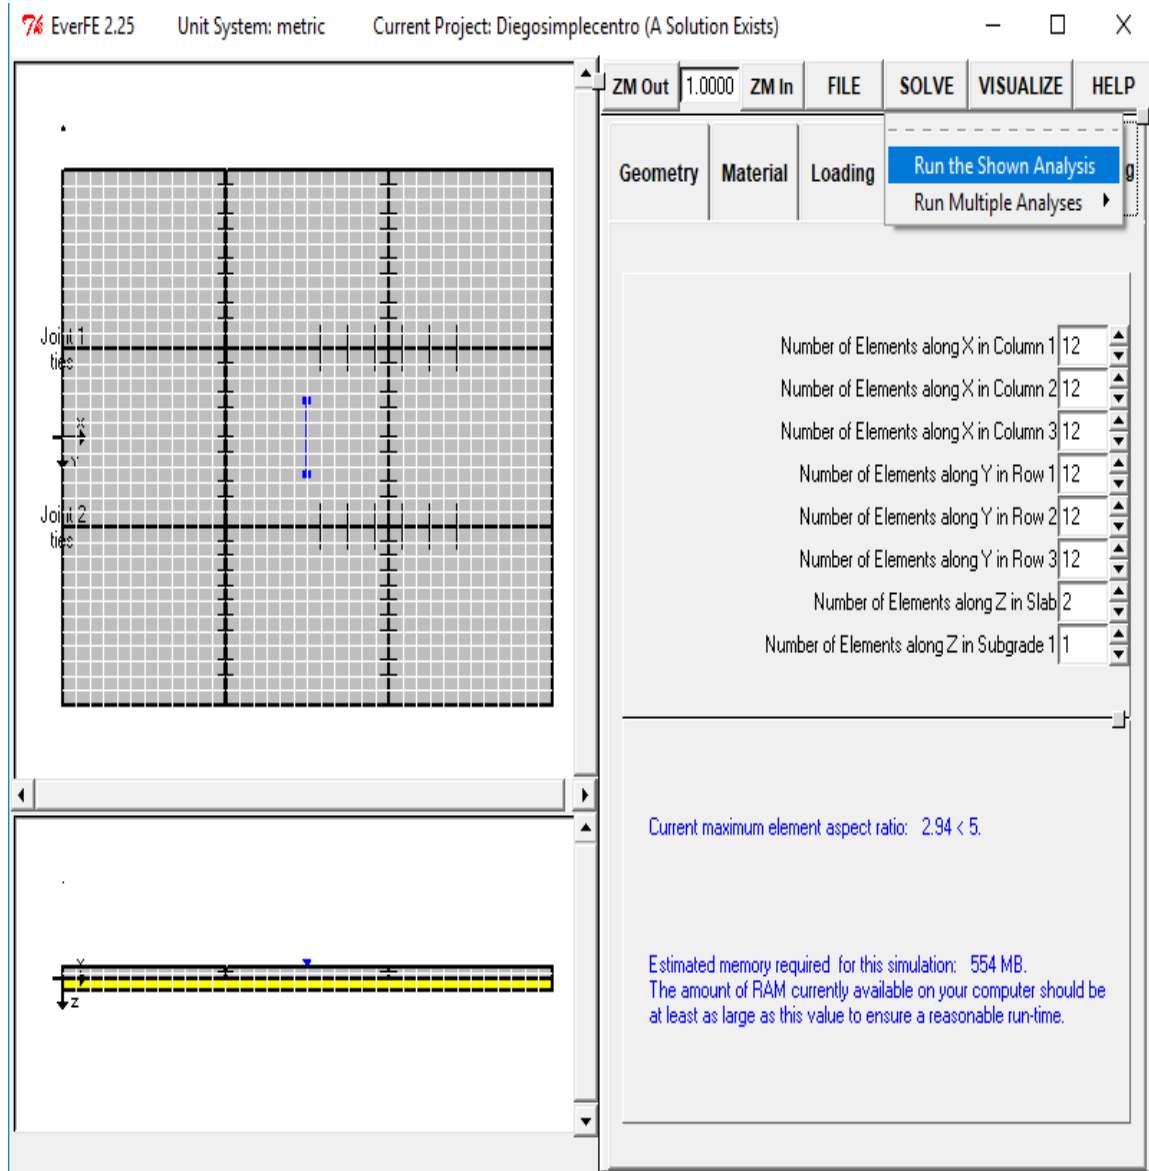 EverFE 2.25 Unit System: metric Current Project: Diegosimplecentro (A Solution Exists)
ZM Out 1.0000 ZM In FILE SOLVE VISUALIZE HELP
Geometry Material Loading
Run the Shown Analysis
Run Multiple Analyses
g
Joint 1
ties
X
Y
Joint 2
ties
Number of Elements along X in Column 1 12
Number of Elements along X in Column 2 12
Number of Elements along X in Column 3 12
Number of Elements along Y in Row 1 12
Number of Elements along Y in Row 2 12
Number of Elements along Y in Row 3 12
Number of Elements along Z in Slab 2
Number of Elements along Z in Subgrade 1 1
Current maximum element aspect ratio: 2.94 < 5.
X
Z
Estimated memory required for this simulation: 554 MB.
The amount of RAM currently available on your computer should be
at least as large as this value to ensure a reasonable run-time.